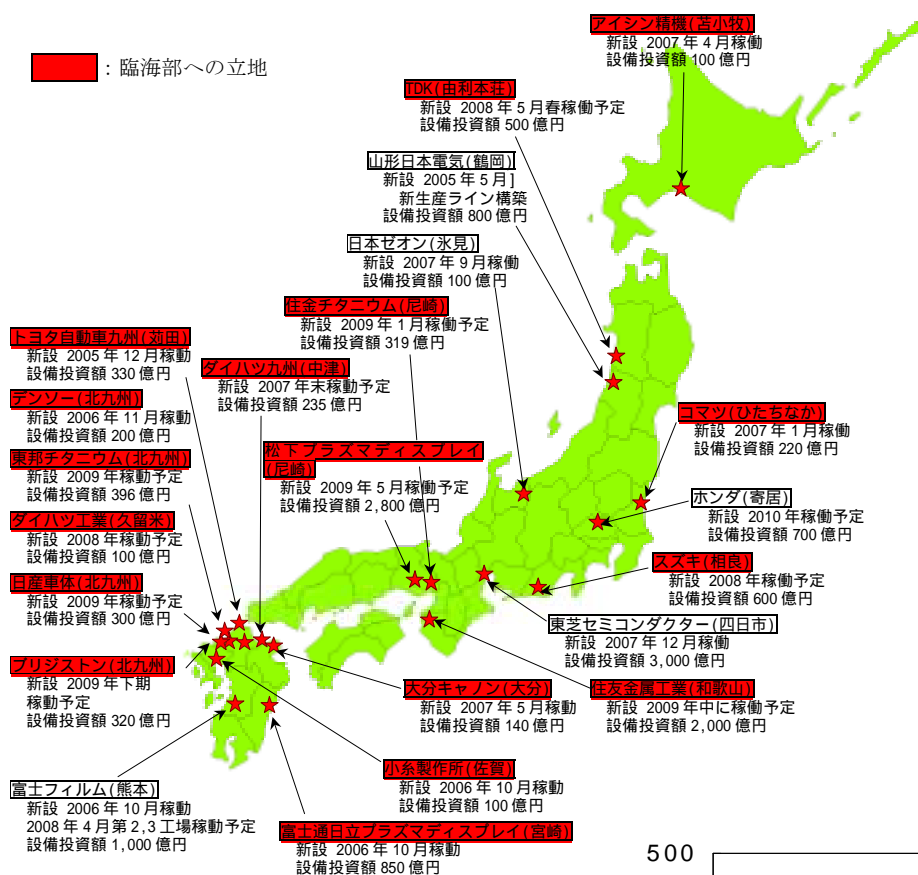 ：臨海部への立地
アイシン精機(苫小牧)
新設 2007年4月稼働
設備投資額 100億円
TDK(由利本荘)
新設 2008年5月春稼働予定
設備投資額 500億円
山形日本電気(鶴岡)
新設 2005年5月]
新生産ライン構築
設備投資額 800億円
日本ゼオン(氷見)
新設 2007年9月稼働
設備投資額 100億円
住金チタニウム(尼崎)
新設 2009年1月稼働予定
設備投資額 319億円
トヨタ自動車九州(苅田)
新設 2005年12月稼動
設備投資額 330億円
ダイハツ九州(中津)
新設 2007年末稼動予定
設備投資額 235億円
デンソー(北九州)
新設 2006年11月稼動
設備投資額 200億円
コマツ(ひたちなか)
新設 2007年1月稼働
設備投資額 220億円
松下プラズマディスプレイ
(尼崎)
新設 2009年5月稼働予定
設備投資額 2,800億円
東邦チタニウム(北九州)
新設 2009年稼働予定
設備投資額 396億円
ホンダ(寄居)
新設 2010年稼働予定
設備投資額 700億円
ダイハツ工業(久留米)
新設 2008年稼働予定
設備投資額 100億円
スズキ(相良)
新設 2008年稼働予定
設備投資額 600億円
日産車体(北九州)
新設 2009年稼働予定
設備投資額 300億円
東芝セミコンダクター(四日市)
新設 2007年12月稼働
設備投資額 3,000億円
ブリジストン(北九州)
新設 2009年下期
稼動予定
設備投資額 320億円
大分キャノン(大分)
新設 2007年5月稼動
設備投資額 140億円
住友金属工業(和歌山)
新設 2009年中に稼働予定
設備投資額 2,000億円
小糸製作所(佐賀)
新設 2006年10月稼働
設備投資額 100億円
富士フィルム(熊本)
新設 2006年10月稼動
2008年4月第2,3工場稼動予定
設備投資額 1,000億円
富士通日立プラズマディスプレイ(宮崎)
新設 2006年10月稼動
設備投資額 850億円
500